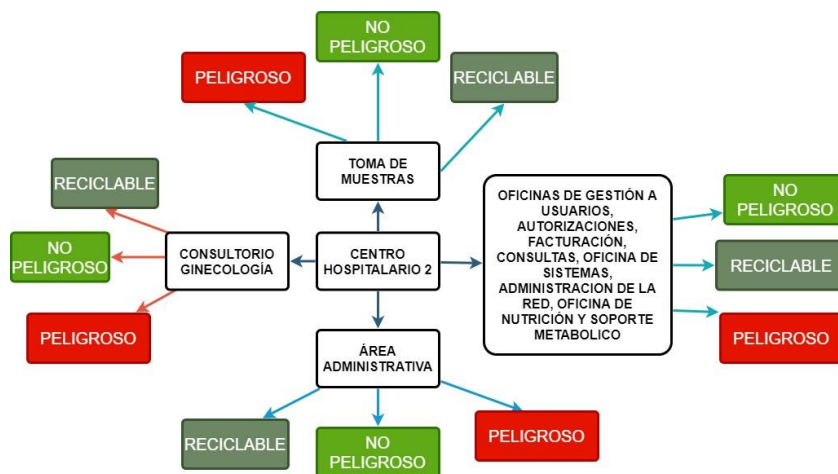 NO
PELIGROSO
PELIGROSO
RECICLABLE
TOMA DE
MUESTRAS
RECICLABLE
NO
PELIGROSO
PELIGROSO
CONSULTORIO
GINECOLOGÍA
CENTRO
HOSPITALARIO 2
OFICINAS DE GESTIÓN A
USUARIOS,
AUTORIZACIONES,
FACTURACIÓN,
CONSULTAS, OFICINA DE
SISTEMAS,
ADMINISTRACION DE LA
RED, OFICINA DE
NUTRICIÓN Y SOPORTE
METABOLICO
NO
PELIGROSO
RECICLABLE
PELIGROSO
ÁREA
ADMINISTRATIVA
RECICLABLE
NO
PELIGROSO
PELIGROSO